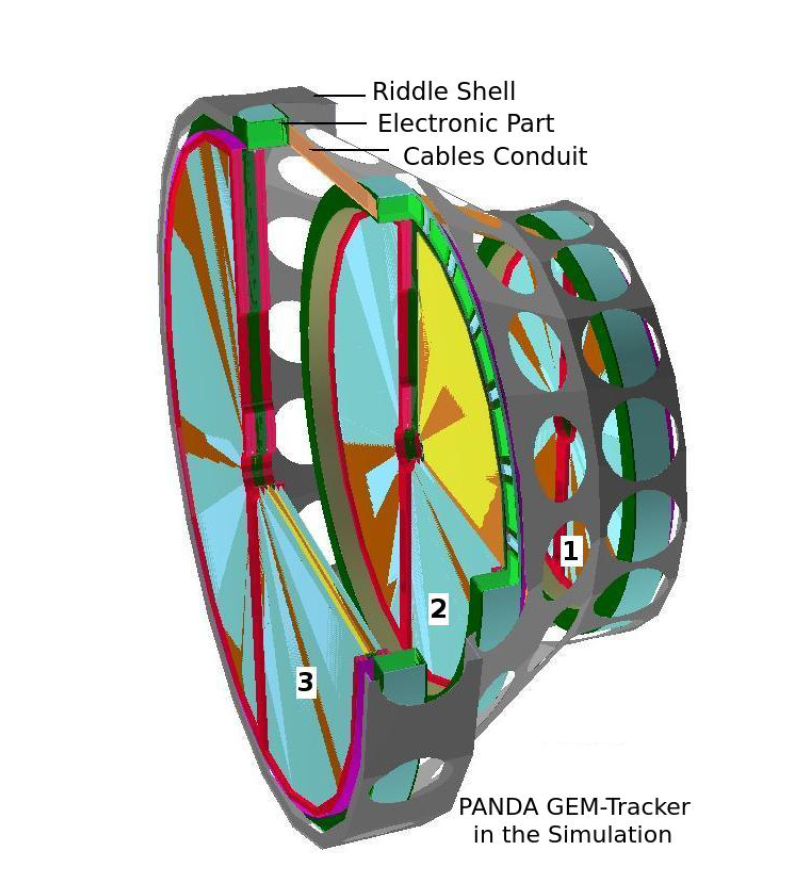 Riddle Shell
Electronic Part
Cables Conduit
1
2
3
PANDA GEM-Tracker
in the Simulation